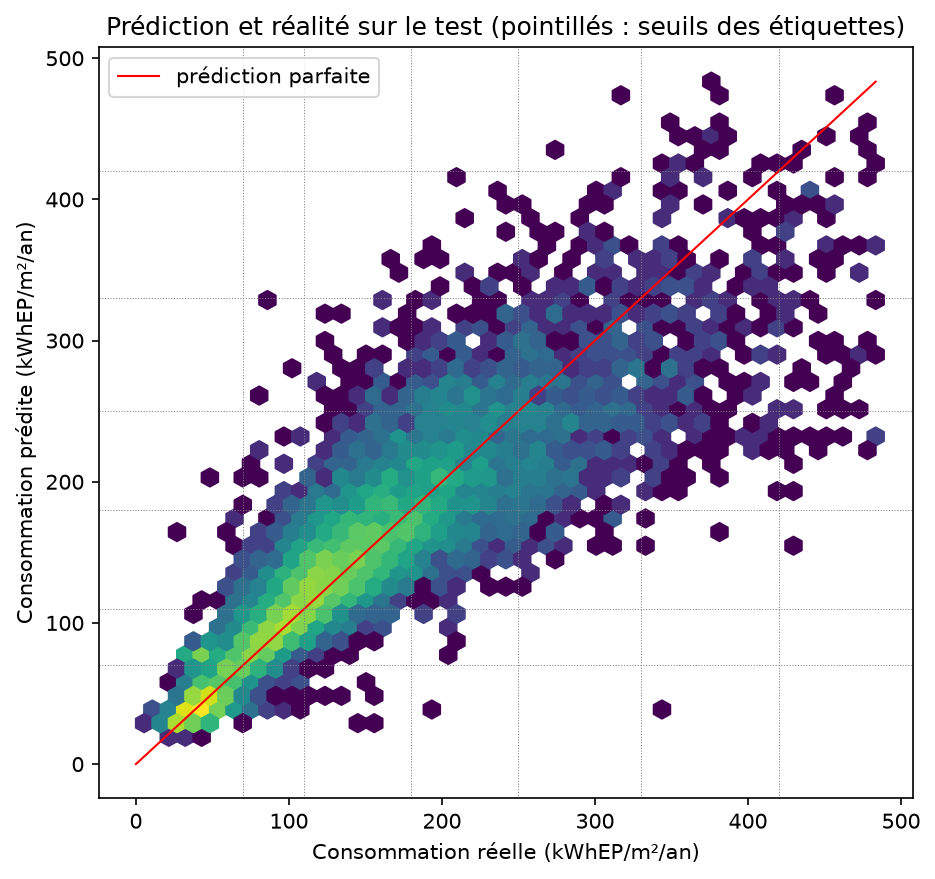 Prédiction et réalité sur le test (pointillés : seuils des étiquettes)
prédiction parfaite
500
400
300
200
100
0
Consommation prédite (kWhEP/m²/an)
0 100 200 300 400 500
Consommation réelle (kWhEP/m²/an)